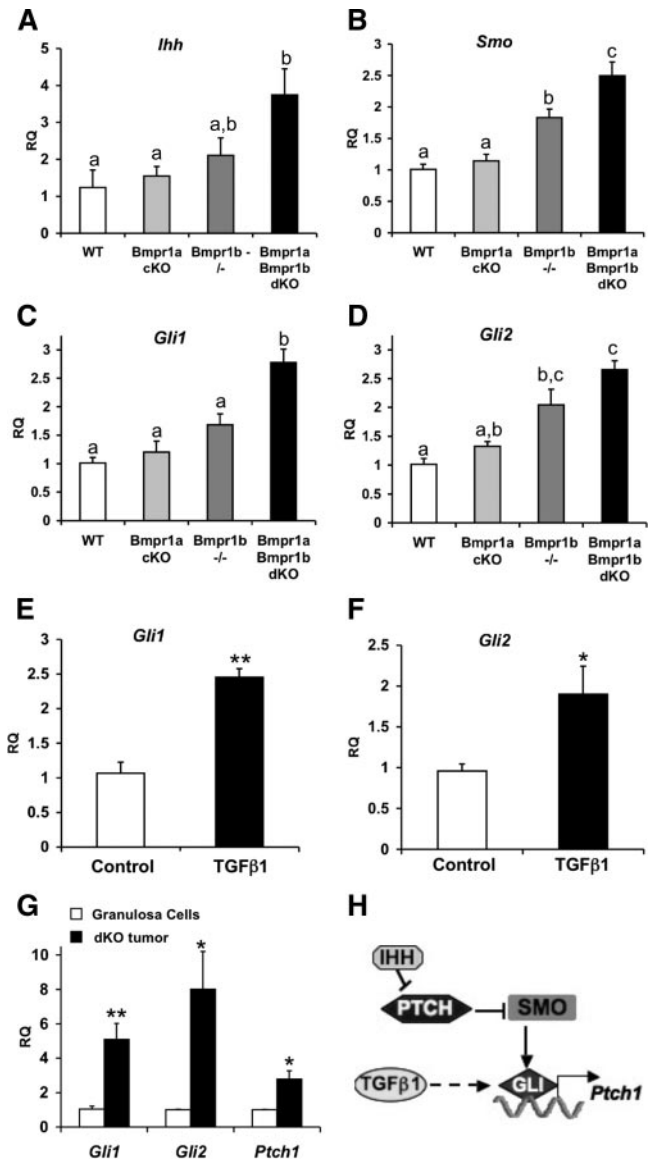 A
Ihh
RQ
5
4
3
2
1
0
a
a
a,b
b
WT
Bmpr1a
cKO
Bmpr1b -
/-
Bmpr1a
Bmpr1b
dKO
B
Smo
RQ
3
2.5
2
1.5
1
0.5
0
a
a
b
c
WT
Bmpr1a
cKO
Bmpr1b
-/-
Bmpr1a
Bmpr1b
dKO
C
Gli1
RQ
3
2.5
2
1.5
1
0.5
0
a
a
a
b
WT
Bmpr1a
cKO
Bmpr1b
-/-
Bmpr1a
Bmpr1b
dKO
D
Gli2
RQ
3
2.5
2
1.5
1
0.5
0
a
a,b
b,c
c
WT
Bmpr1a
cKO
Bmpr1b
-/-
Bmpr1a
Bmpr1b
dKO
E
Gli1
RQ
3
2.5
2
1.5
1
0.5
0
**
Control
TGFβ1
F
Gli2
RQ
2.5
2
1.5
1
0.5
0
*
Control
TGFβ1
G
Granulosa Cells
dKO tumor
RQ
10
8
6
4
2
0
**
*
*
Gli1
Gli2
Ptch1
H
IHH
PTCH
SMO
TGFβ1
GLI
Ptch1